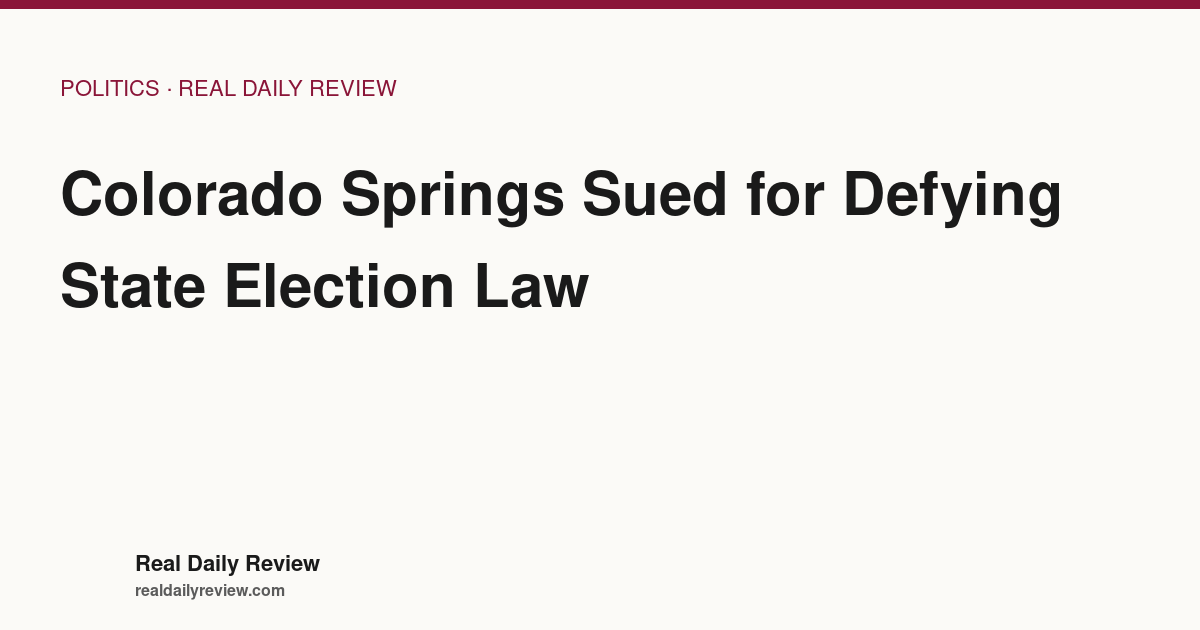 POLITICS · REAL DAILY REVIEW
Colorado Springs Sued for Defying
State Election Law
Real Daily Review
realdailyreview.com